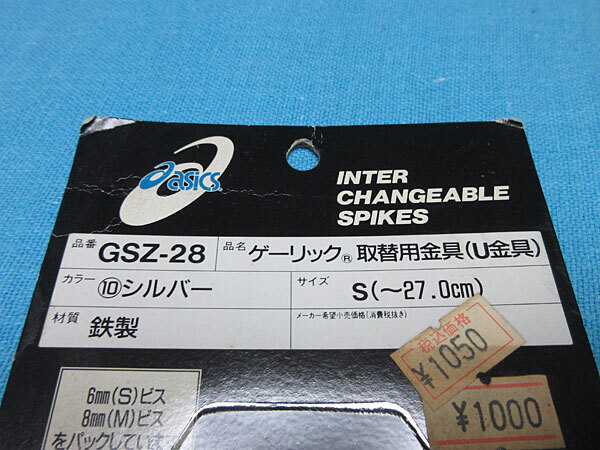 asics
INTER
CHANGEABLE
SPIKES
品番 GSZ-28 品名 ゲーリック® 取替用金具(U金具)
カラー ⑩シルバー サイズ S(〜27.0cm)
材質 鉄製 メーカー希望小売価格(消費税抜き)
税込価格
¥1050
¥1000
6mm(S)ビス
8mm(M)ビス
をパックしています